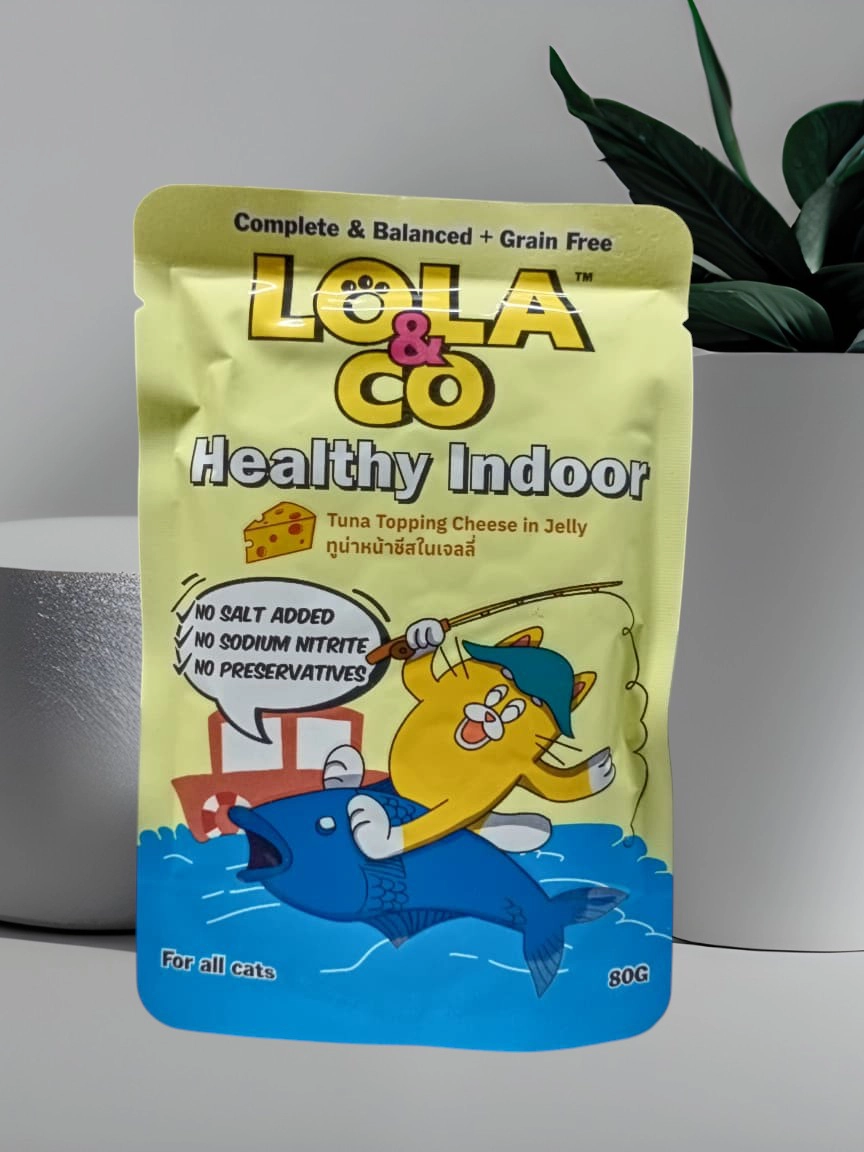 Complete & Balanced + Grain Free
LOLA™
&
CO
Healthy Indoor
Tuna Topping Cheese in Jelly
ทูน่าหน้าชีสในเจลลี่
NO SALT ADDED
NO SODIUM NITRITE
NO PRESERVATIVES
For all cats
80G